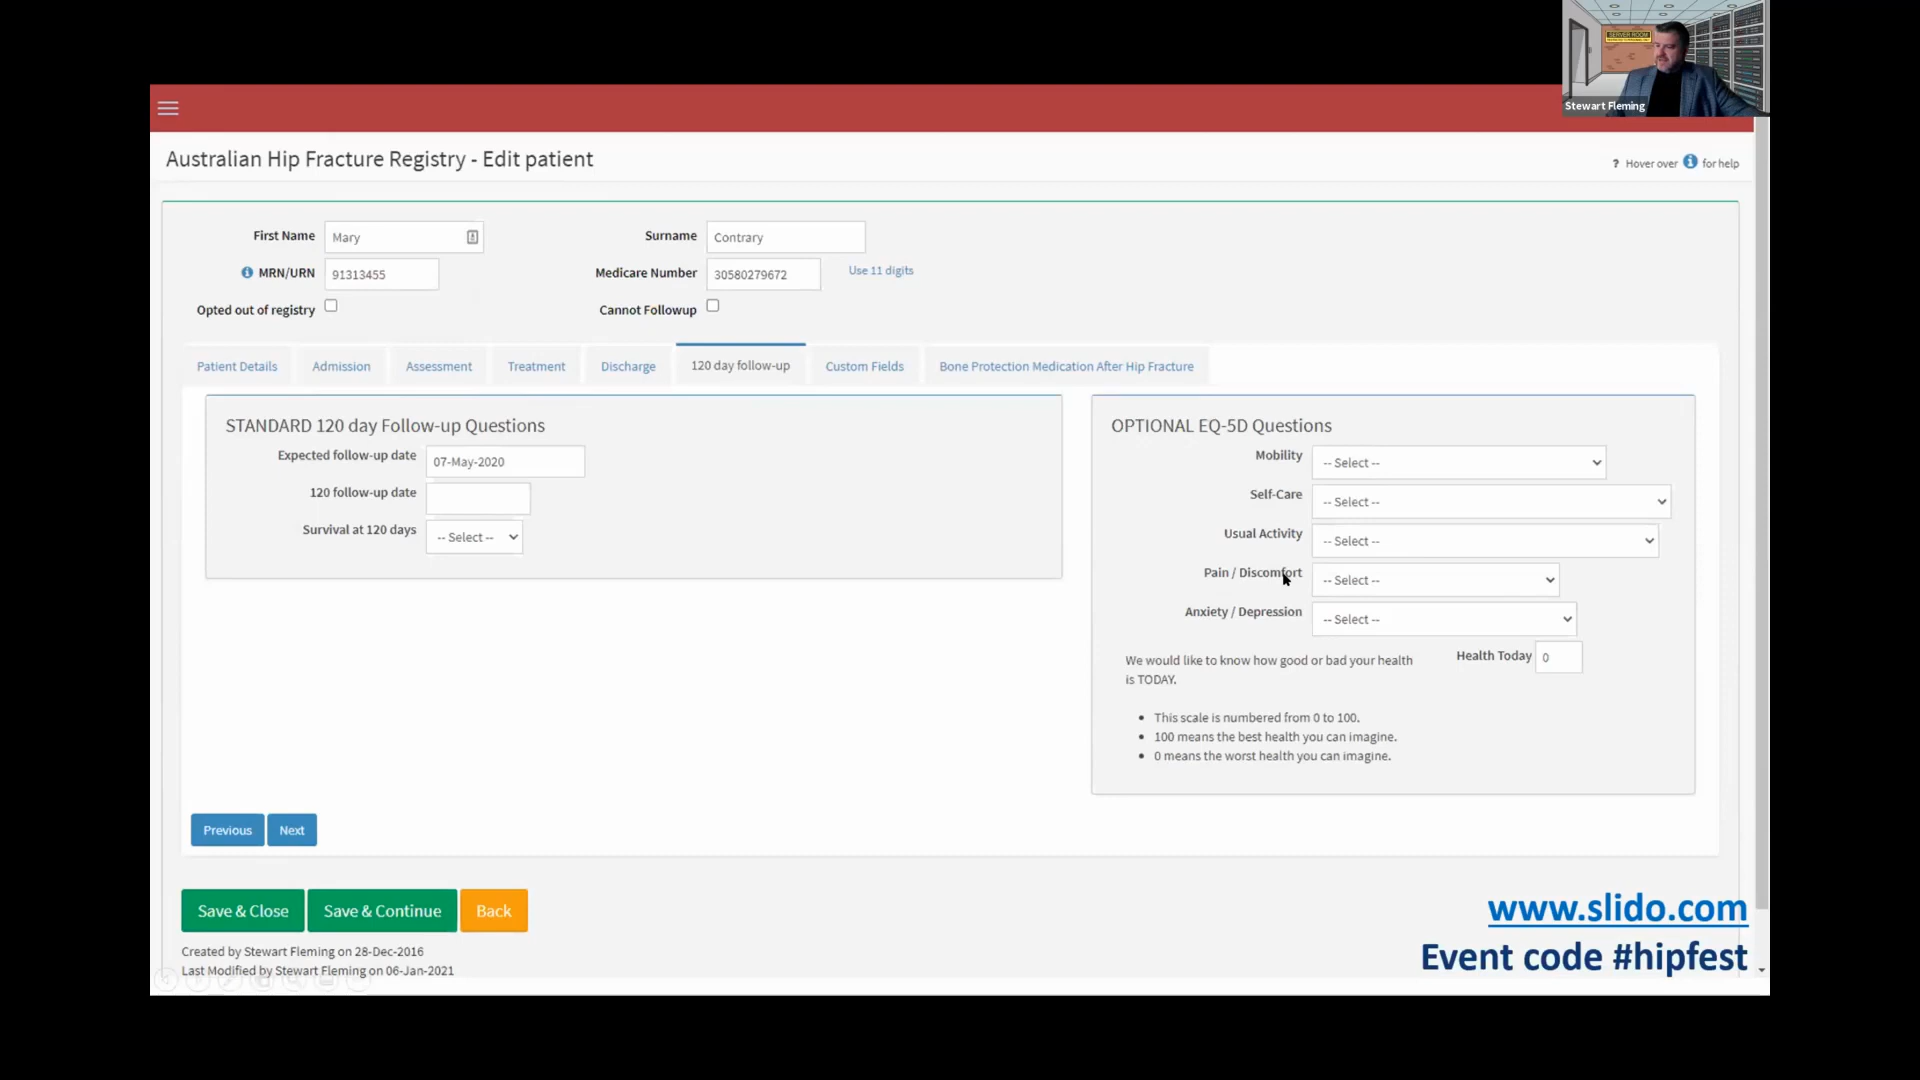 SERVER ROOM
Stewart Fleming
Australian Hip Fracture Registry - Edit patient
? Hover over i for help
First Name Mary Surname Contrary
i MRN/URN 91313455 Medicare Number 30580279672 Use 11 digits
Opted out of registry Cannot Followup
Patient Details Admission Assessment Treatment Discharge 120 day follow-up Custom Fields Bone Protection Medication After Hip Fracture
STANDARD 120 day Follow-up Questions
Expected follow-up date 07-May-2020
120 follow-up date
Survival at 120 days -- Select --
OPTIONAL EQ-5D Questions
Mobility -- Select --
Self-Care -- Select --
Usual Activity -- Select --
Pain / Discomfort -- Select --
Anxiety / Depression -- Select --
We would like to know how good or bad your health
is TODAY.
Health Today 0
• This scale is numbered from 0 to 100.
• 100 means the best health you can imagine.
• 0 means the worst health you can imagine.
Previous Next
Save & Close Save & Continue Back
Created by Stewart Fleming on 28-Dec-2016
Last Modified by Stewart Fleming on 06-Jan-2021
www.slido.com
Event code #hipfest